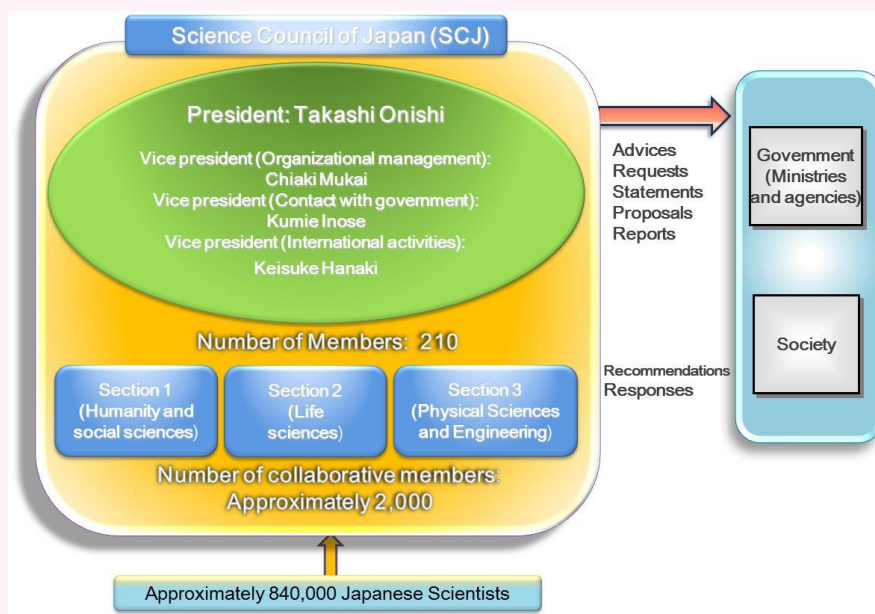 Science Council of Japan (SCJ)
President: Takashi Onishi
Vice president (Organizational management):
Chiaki Mukai
Vice president (Contact with government):
Kumie Inose
Vice president (International activities):
Keisuke Hanaki
Number of Members: 210
Section 1
(Humanity and
social sciences)
Section 2
(Life
sciences)
Section 3
(Physical Sciences
and Engineering)
Number of collaborative members:
Approximately 2,000
Approximately 840,000 Japanese Scientists
Advices
Requests
Statements
Proposals
Reports
Recommendations
Responses
Government
(Ministries
and agencies)
Society